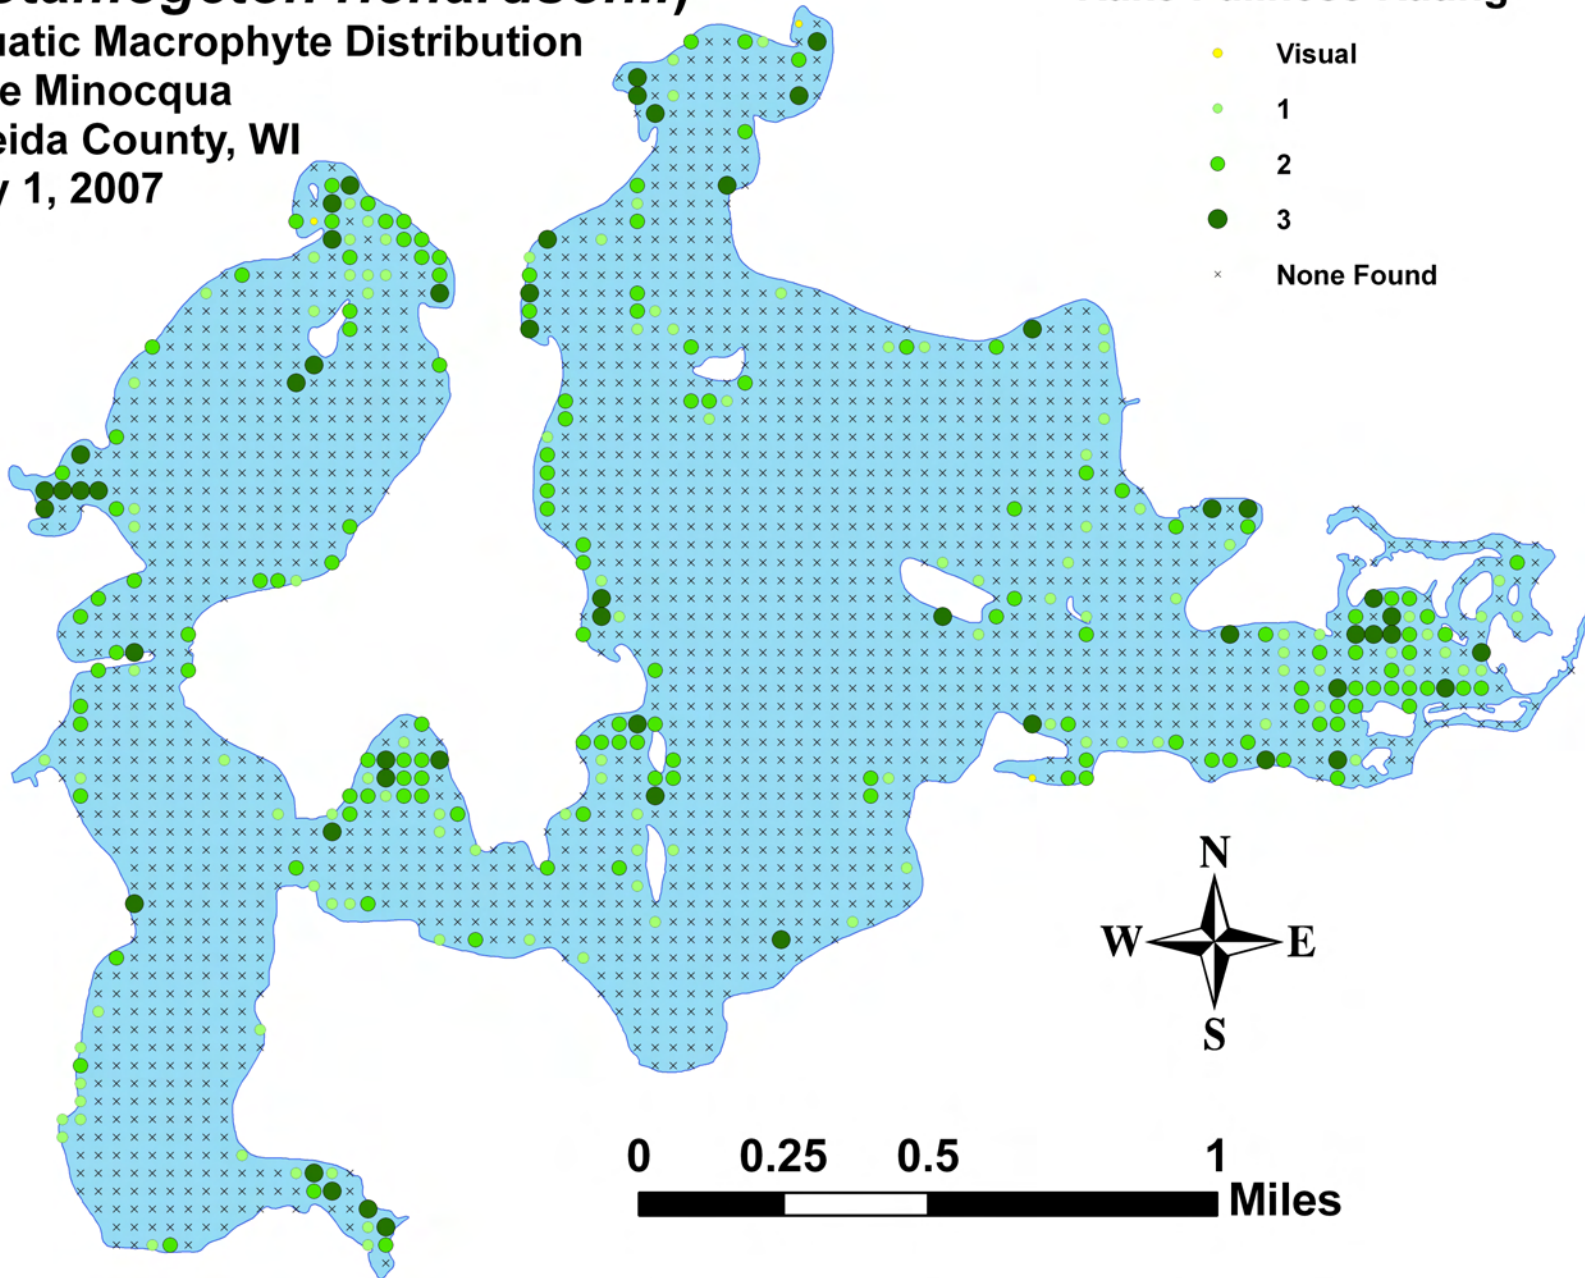 uatic Macrophyte Distribution
e Minocqua
eida County, WI
y 1, 2007
Visual
1
2
3
None Found
N
W E
S
0 0.25 0.5 1
Miles